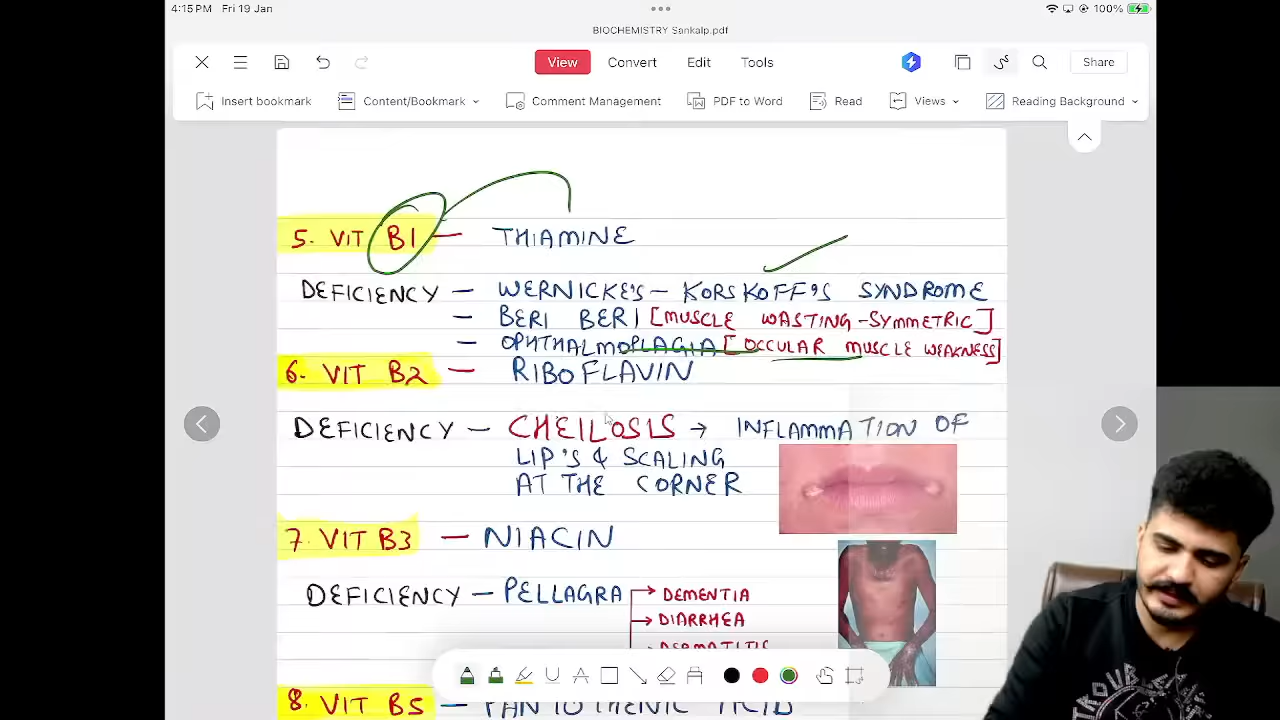 4:15 PM Fri 19 Jan
100%
BIOCHEMISTRY Sankalp.pdf
View Convert Edit Tools Share
Insert bookmark Content/Bookmark Comment Management PDF to Word Read Views Reading Background
5. VIT B1 — THIAMINE
DEFICIENCY — WERNICKE'S - KORSKOFF'S SYNDROME
— BERI BERI [MUSCLE WASTING - SYMMETRIC]
— OPHTHALMOPLAGIA [OCCULAR MUSCLE WEAKNESS]
6. VIT B2 — RIBOFLAVIN
DEFICIENCY — CHEILOSIS → INFLAMMATION OF
LIP'S & SCALING
AT THE CORNER
7. VIT B3 — NIACIN
DEFICIENCY — PELLAGRA → DEMENTIA
→ DIARRHEA
→ DERMATITIS
8. VIT B5 — PANTOTHENIC ACID